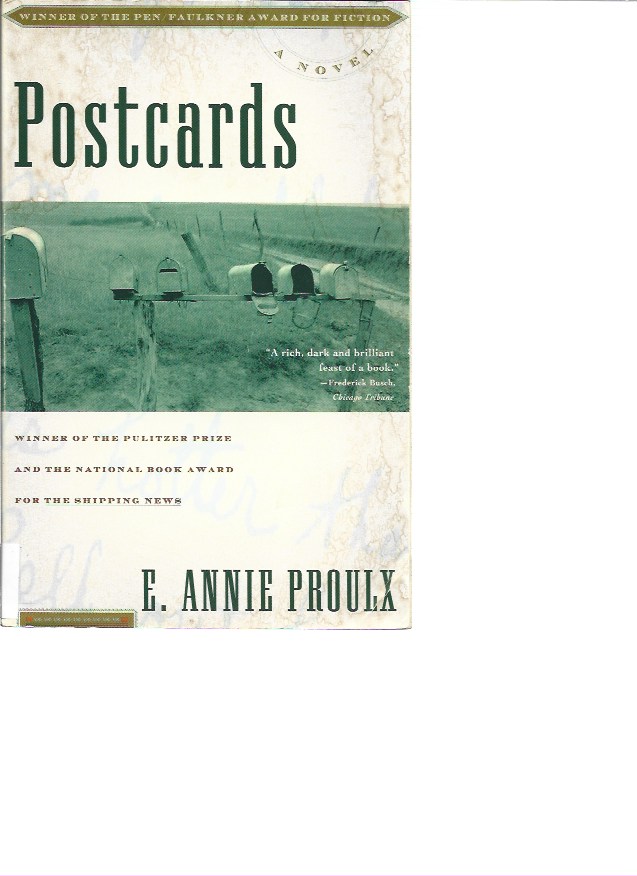 WINNER OF THE PEN/FAULKNER AWARD FOR FICTION
A NOVEL
Postcards
"A rich, dark and brilliant
feast of a book."
—Frederick Busch,
Chicago Tribune
WINNER OF THE PULITZER PRIZE
AND THE NATIONAL BOOK AWARD
FOR THE SHIPPING NEWS
E. ANNIE PROULX